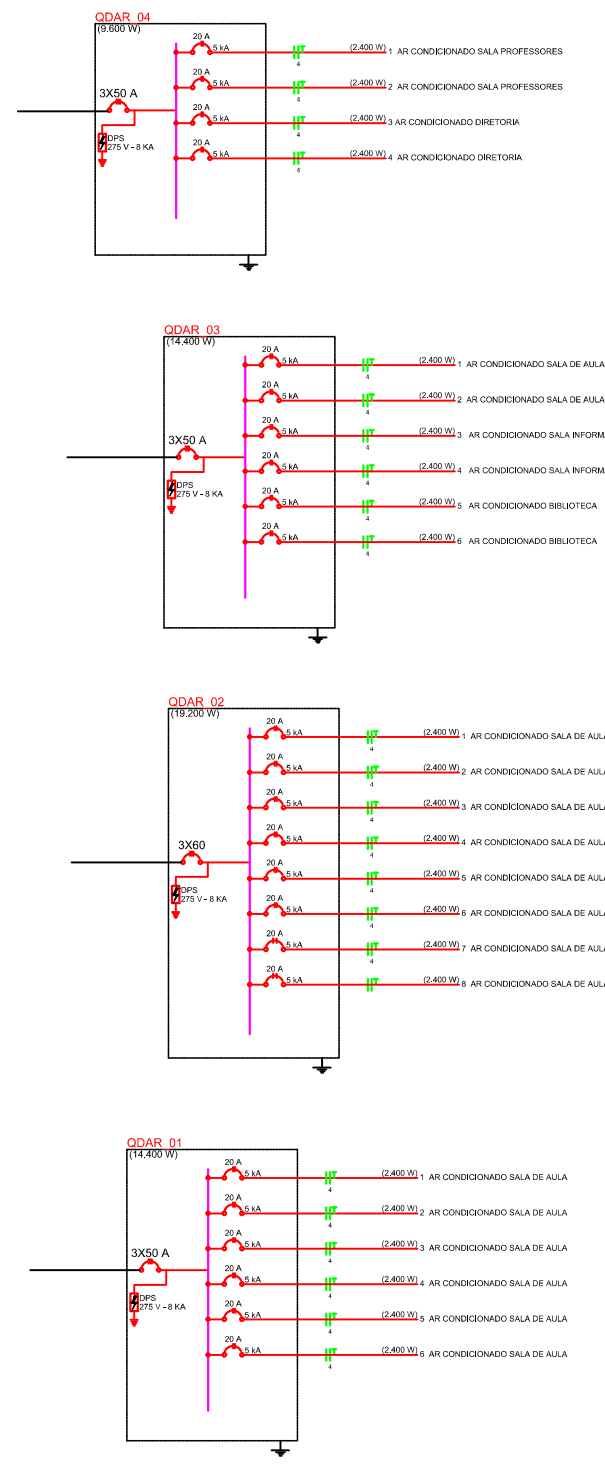 QDAR_04
(9.600 W)
20 A
5 kA
(2.400 W) 1 AR CONDICIONADO SALA PROFESSORES
4
20 A
5 kA
(2.400 W) 2 AR CONDICIONADO SALA PROFESSORES
3X50 A
20 A
5 kA
(2.400 W) 3 AR CONDICIONADO DIRETORIA
DPS
275 V - 8 KA
20 A
5 kA
(2.400 W) 4 AR CONDICIONADO DIRETORIA
4
QDAR_03
(14.400 W)
20 A
5 kA
(2.400 W) 1 AR CONDICIONADO SALA DE AULA
4
20 A
5 kA
(2.400 W) 2 AR CONDICIONADO SALA DE AULA
4
20 A
5 kA
(2.400 W) 3 AR CONDICIONADO SALA INFORM.
4
3X50 A
20 A
5 kA
(2.400 W) 4 AR CONDICIONADO SALA INFORM.
4
DPS
275 V - 8 KA
20 A
5 kA
(2.400 W) 5 AR CONDICIONADO BIBLIOTECA
4
20 A
5 kA
(2.400 W) 6 AR CONDICIONADO BIBLIOTECA
4
QDAR_02
(19.200 W)
20 A
5 kA
(2.400 W) 1 AR CONDICIONADO SALA DE AULA
4
20 A
5 kA
(2.400 W) 2 AR CONDICIONADO SALA DE AULA
4
20 A
5 kA
(2.400 W) 3 AR CONDICIONADO SALA DE AULA
4
20 A
5 kA
(2.400 W) 4 AR CONDICIONADO SALA DE AULA
4
3X60
20 A
5 kA
(2.400 W) 5 AR CONDICIONADO SALA DE AULA
4
DPS
275 V - 8 KA
20 A
5 kA
(2.400 W) 6 AR CONDICIONADO SALA DE AULA
4
20 A
5 kA
(2.400 W) 7 AR CONDICIONADO SALA DE AULA
4
20 A
5 kA
(2.400 W) 8 AR CONDICIONADO SALA DE AULA
QDAR_01
(14.400 W)
20 A
5 kA
(2.400 W) 1 AR CONDICIONADO SALA DE AULA
4
20 A
5 kA
(2.400 W) 2 AR CONDICIONADO SALA DE AULA
4
20 A
5 kA
(2.400 W) 3 AR CONDICIONADO SALA DE AULA
4
3X50 A
20 A
5 kA
(2.400 W) 4 AR CONDICIONADO SALA DE AULA
4
DPS
275 V - 8 KA
20 A
5 kA
(2.400 W) 5 AR CONDICIONADO SALA DE AULA
4
20 A
5 kA
(2.400 W) 6 AR CONDICIONADO SALA DE AULA
4